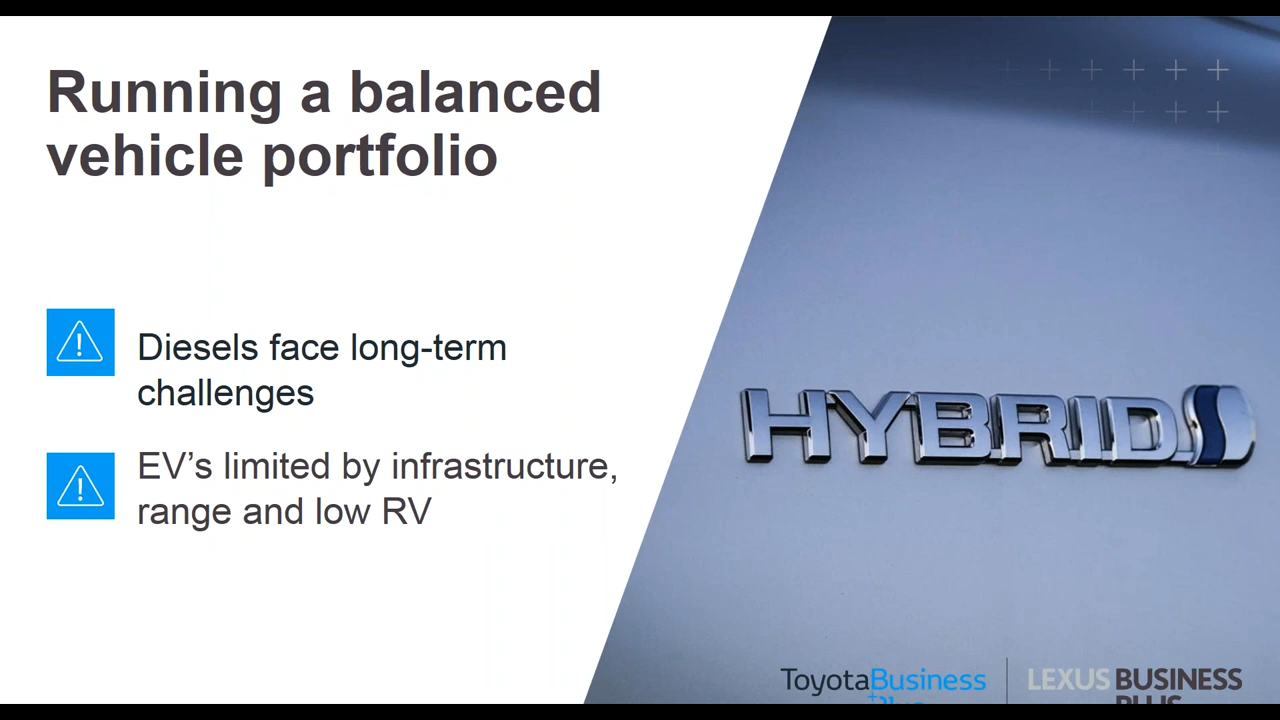 Running a balanced
vehicle portfolio
Diesels face long-term
challenges
EV’s limited by infrastructure,
range and low RV
HYBRID
ToyotaBusiness
LEXUS BUSINESS